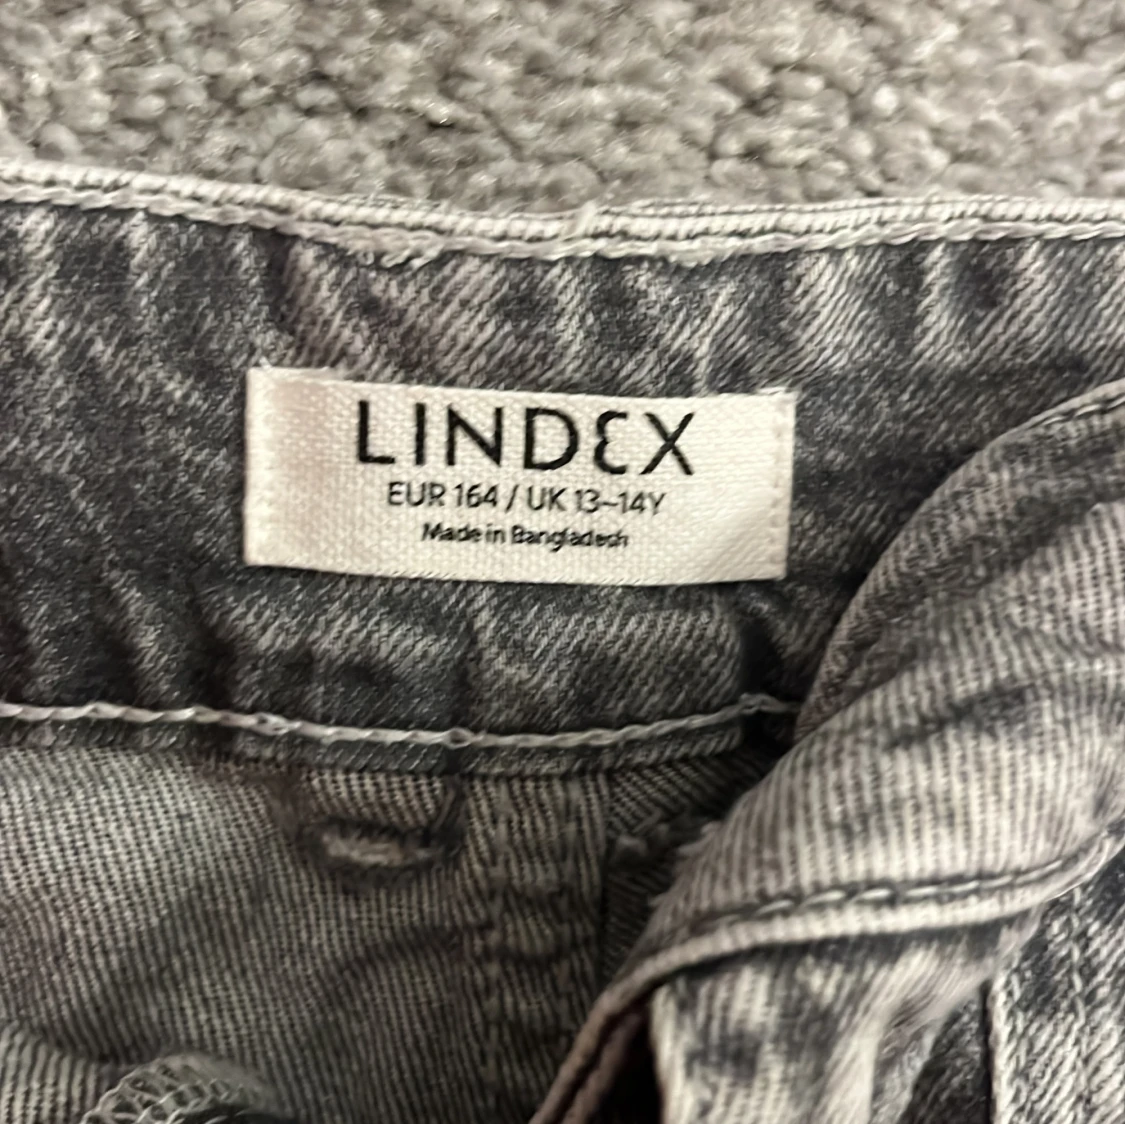 LINDEX
EUR 164 / UK 13–14Y
Made in Bangladesh